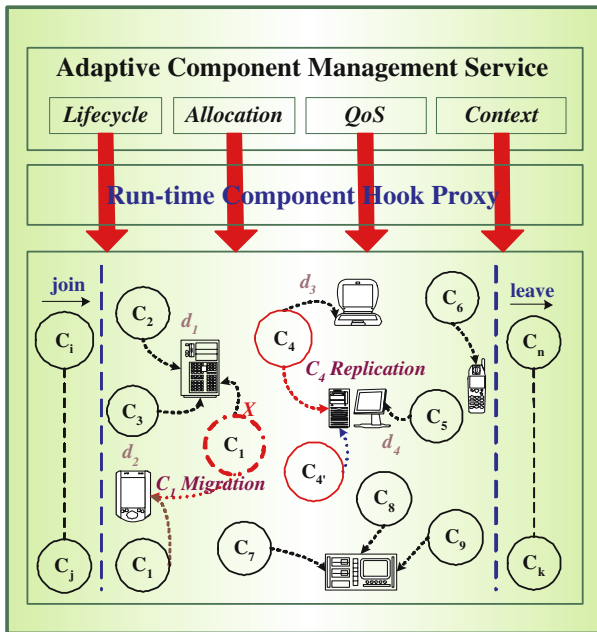 Adaptive Component Management Service
Lifecycle Allocation QoS Context
Run-time Component Hook Proxy
join
leave
d3
C6
C2
d1
Ci
C4
Cn
C4 Replication
C3
X
C5
C1
d4
d2
C1 Migration
C4'
C8
C7
C9
Cj
C1
Ck